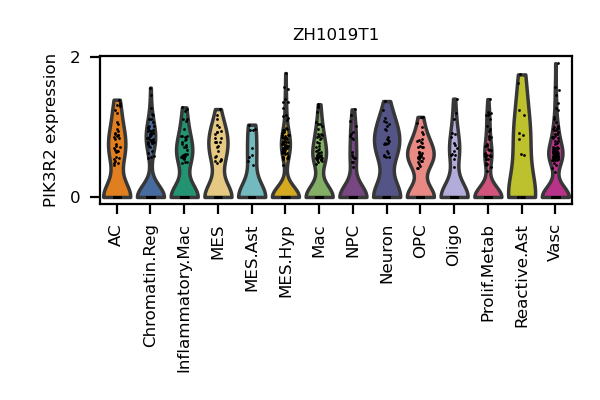 ZH1019T1
PIK3R2 expression
2
0
AC
Chromatin.Reg
Inflammatory.Mac
MES
MES.Ast
MES.Hyp
Mac
NPC
Neuron
OPC
Oligo
Prolif.Metab
Reactive.Ast
Vasc